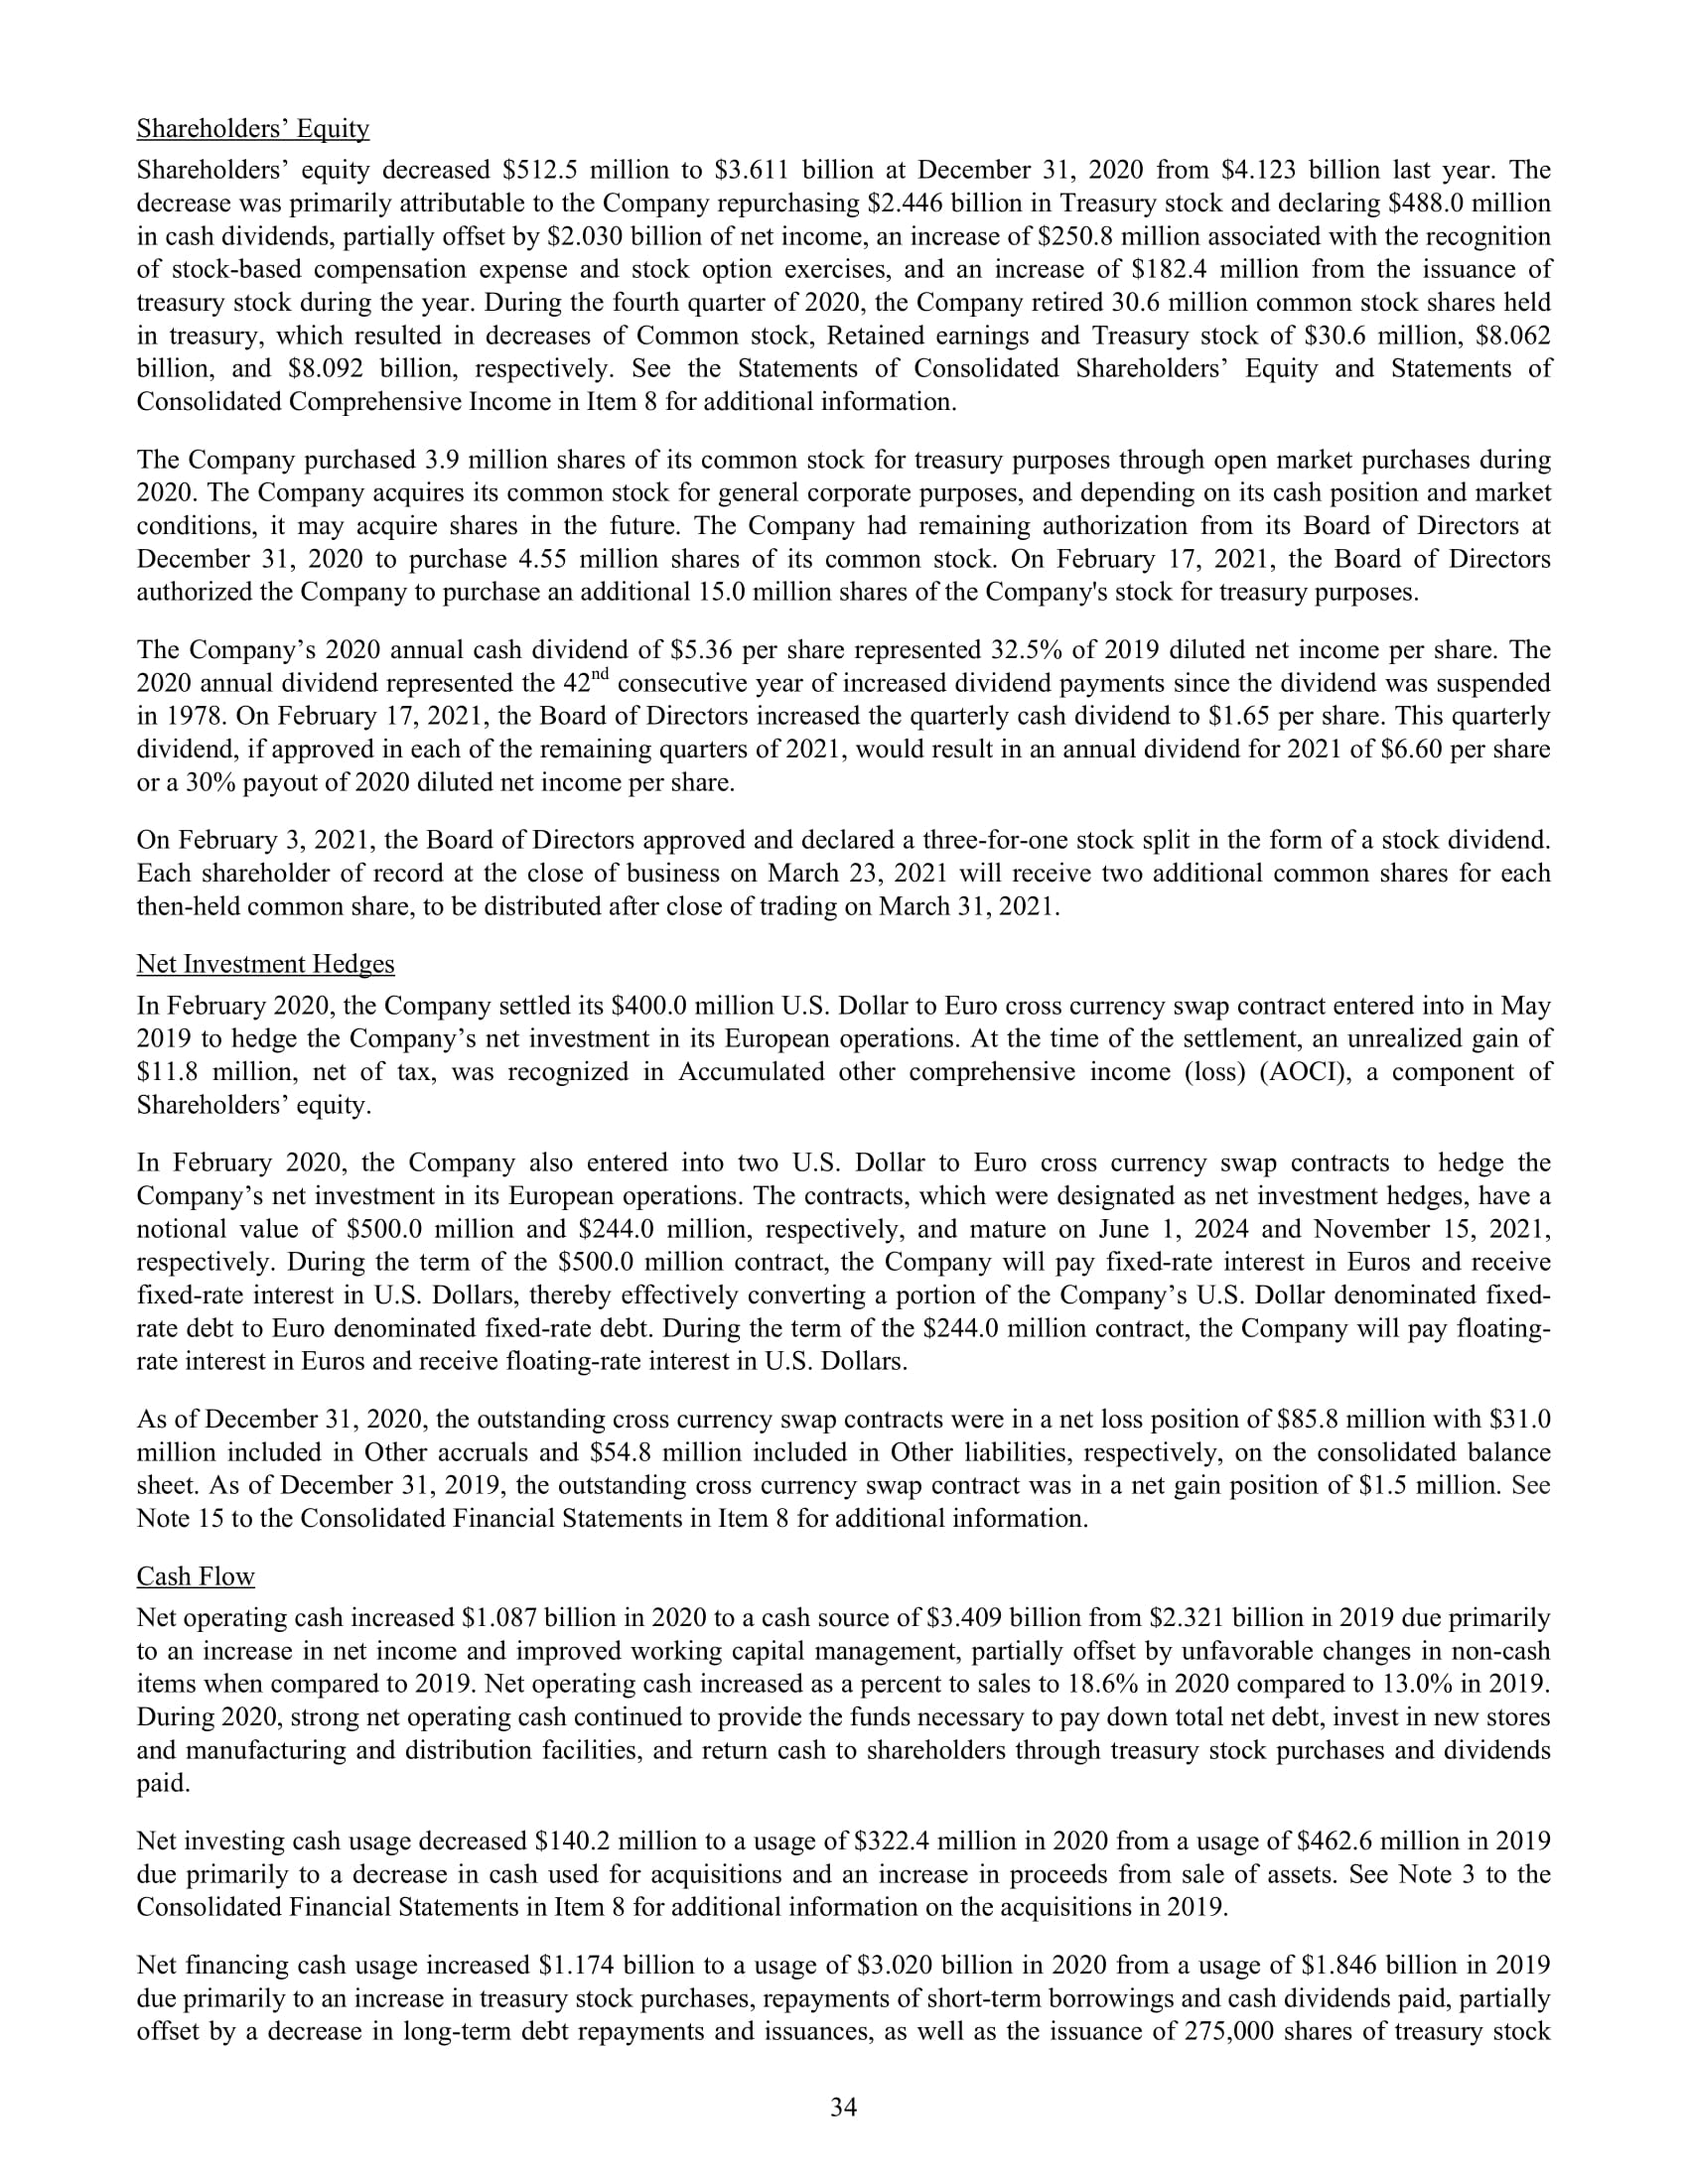 Shareholders’ Equity
Shareholders’ equity decreased $512.5 million to $3.611 billion at December 31, 2020 from $4.123 billion last year. The
decrease was primarily attributable to the Company repurchasing $2.446 billion in Treasury stock and declaring $488.0 million
in cash dividends, partially offset by $2.030 billion of net income, an increase of $250.8 million associated with the recognition
of stock-based compensation expense and stock option exercises, and an increase of $182.4 million from the issuance of
treasury stock during the year. During the fourth quarter of 2020, the Company retired 30.6 million common stock shares held
in treasury, which resulted in decreases of Common stock, Retained earnings and Treasury stock of $30.6 million, $8.062
billion, and $8.092 billion, respectively. See the Statements of Consolidated Shareholders’ Equity and Statements of
Consolidated Comprehensive Income in Item 8 for additional information.
The Company purchased 3.9 million shares of its common stock for treasury purposes through open market purchases during
2020. The Company acquires its common stock for general corporate purposes, and depending on its cash position and market
conditions, it may acquire shares in the future. The Company had remaining authorization from its Board of Directors at
December 31, 2020 to purchase 4.55 million shares of its common stock. On February 17, 2021, the Board of Directors
authorized the Company to purchase an additional 15.0 million shares of the Company's stock for treasury purposes.
The Company’s 2020 annual cash dividend of $5.36 per share represented 32.5% of 2019 diluted net income per share. The
2020 annual dividend represented the 42nd consecutive year of increased dividend payments since the dividend was suspended
in 1978. On February 17, 2021, the Board of Directors increased the quarterly cash dividend to $1.65 per share. This quarterly
dividend, if approved in each of the remaining quarters of 2021, would result in an annual dividend for 2021 of $6.60 per share
or a 30% payout of 2020 diluted net income per share.
On February 3, 2021, the Board of Directors approved and declared a three-for-one stock split in the form of a stock dividend.
Each shareholder of record at the close of business on March 23, 2021 will receive two additional common shares for each
then-held common share, to be distributed after close of trading on March 31, 2021.
Net Investment Hedges
In February 2020, the Company settled its $400.0 million U.S. Dollar to Euro cross currency swap contract entered into in May
2019 to hedge the Company’s net investment in its European operations. At the time of the settlement, an unrealized gain of
$11.8 million, net of tax, was recognized in Accumulated other comprehensive income (loss) (AOCI), a component of
Shareholders’ equity.
In February 2020, the Company also entered into two U.S. Dollar to Euro cross currency swap contracts to hedge the
Company’s net investment in its European operations. The contracts, which were designated as net investment hedges, have a
notional value of $500.0 million and $244.0 million, respectively, and mature on June 1, 2024 and November 15, 2021,
respectively. During the term of the $500.0 million contract, the Company will pay fixed-rate interest in Euros and receive
fixed-rate interest in U.S. Dollars, thereby effectively converting a portion of the Company’s U.S. Dollar denominated fixed-
rate debt to Euro denominated fixed-rate debt. During the term of the $244.0 million contract, the Company will pay floating-
rate interest in Euros and receive floating-rate interest in U.S. Dollars.
As of December 31, 2020, the outstanding cross currency swap contracts were in a net loss position of $85.8 million with $31.0
million included in Other accruals and $54.8 million included in Other liabilities, respectively, on the consolidated balance
sheet. As of December 31, 2019, the outstanding cross currency swap contract was in a net gain position of $1.5 million. See
Note 15 to the Consolidated Financial Statements in Item 8 for additional information.
Cash Flow
Net operating cash increased $1.087 billion in 2020 to a cash source of $3.409 billion from $2.321 billion in 2019 due primarily
to an increase in net income and improved working capital management, partially offset by unfavorable changes in non-cash
items when compared to 2019. Net operating cash increased as a percent to sales to 18.6% in 2020 compared to 13.0% in 2019.
During 2020, strong net operating cash continued to provide the funds necessary to pay down total net debt, invest in new stores
and manufacturing and distribution facilities, and return cash to shareholders through treasury stock purchases and dividends
paid.
Net investing cash usage decreased $140.2 million to a usage of $322.4 million in 2020 from a usage of $462.6 million in 2019
due primarily to a decrease in cash used for acquisitions and an increase in proceeds from sale of assets. See Note 3 to the
Consolidated Financial Statements in Item 8 for additional information on the acquisitions in 2019.
Net financing cash usage increased $1.174 billion to a usage of $3.020 billion in 2020 from a usage of $1.846 billion in 2019
due primarily to an increase in treasury stock purchases, repayments of short-term borrowings and cash dividends paid, partially
offset by a decrease in long-term debt repayments and issuances, as well as the issuance of 275,000 shares of treasury stock
34